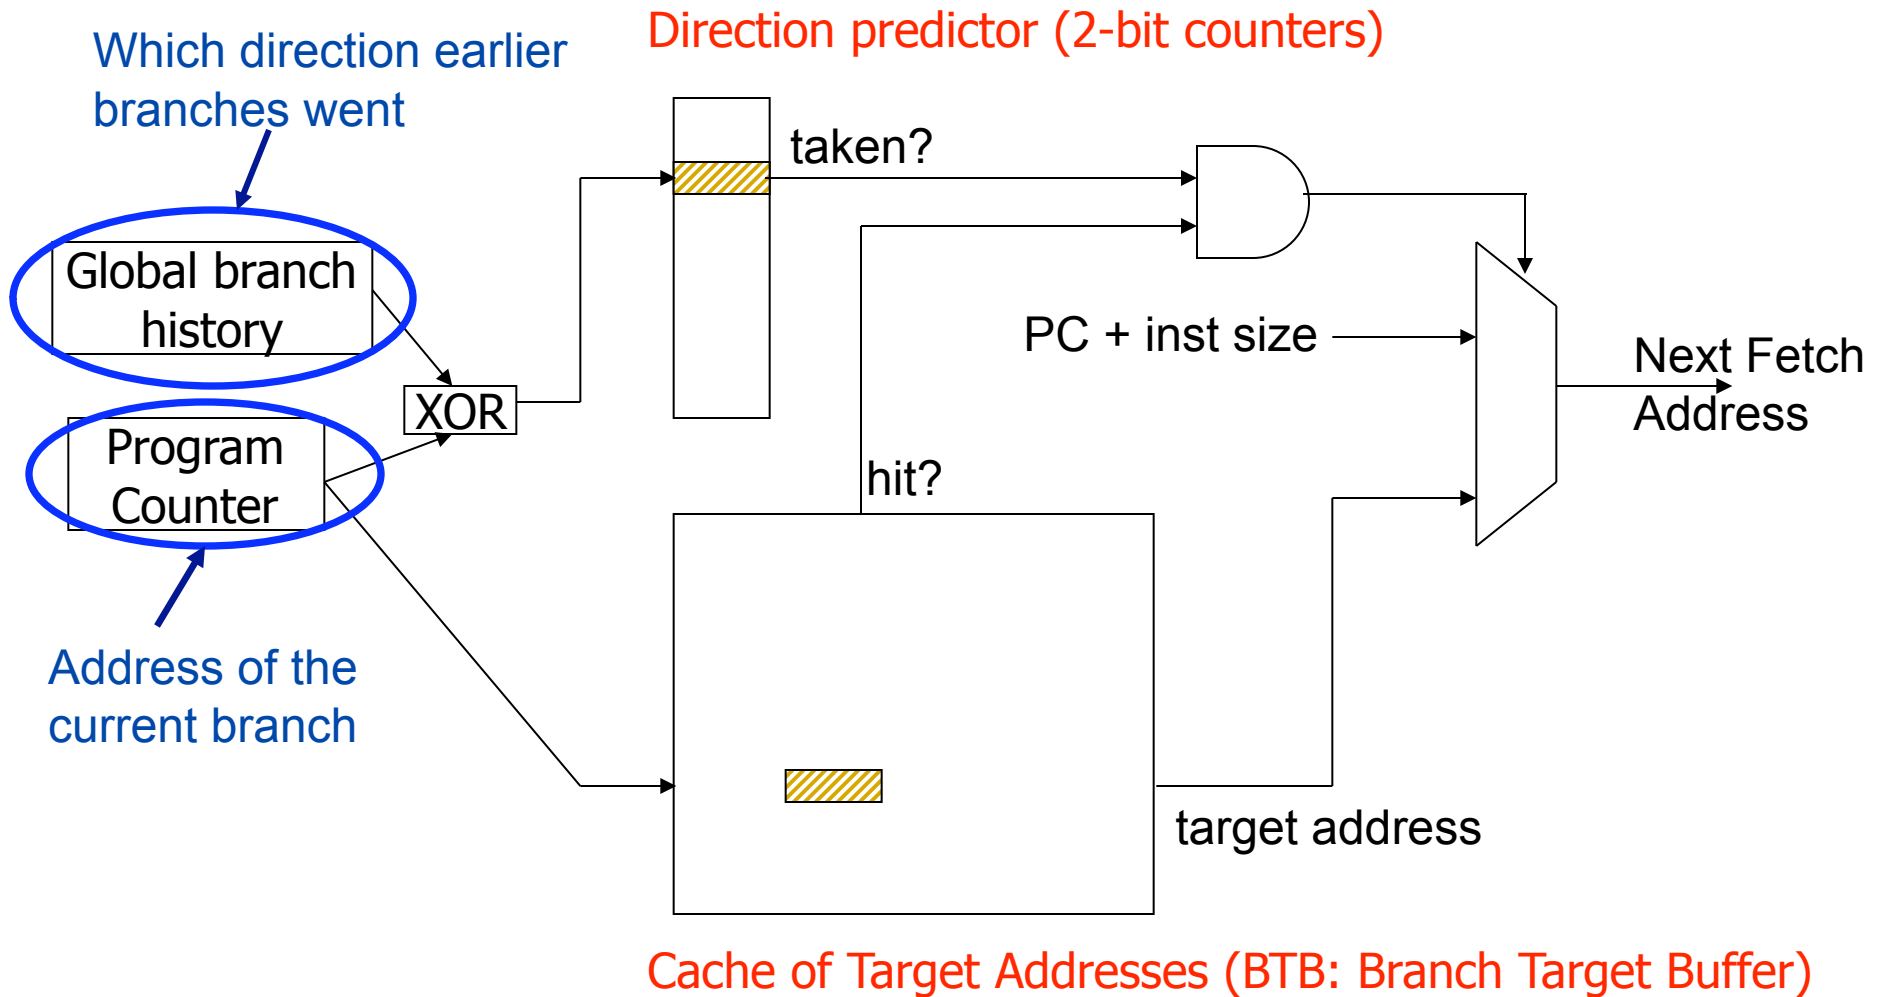 Direction predictor (2-bit counters)
Which direction earlier
branches went
taken?
Global branch
history
XOR
PC + inst size
Next Fetch
Address
Program
Counter
hit?
Address of the
current branch
target address
Cache of Target Addresses (BTB: Branch Target Buffer)